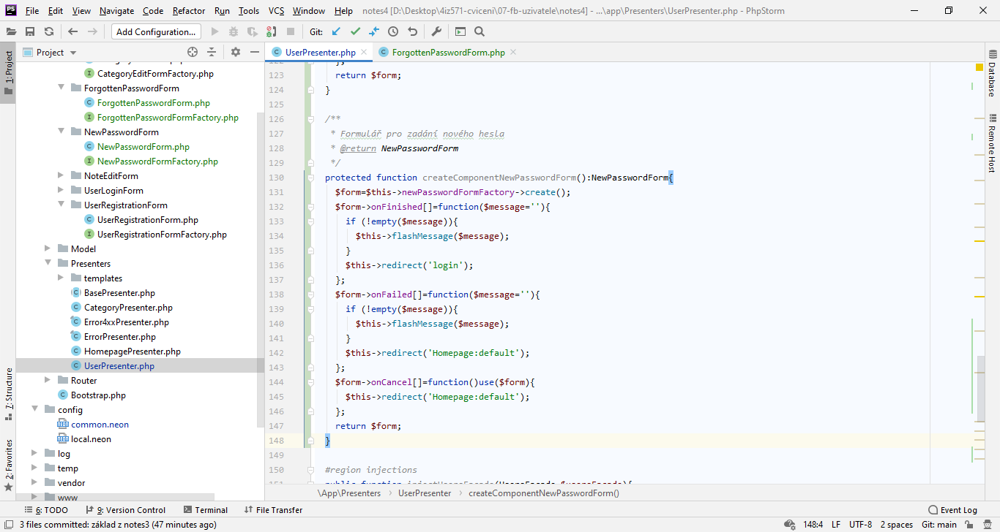 PS File Edit View Navigate Code Refactor Run Tools VCS Window Help notes4 [D:\Desktop\4iz571-cviceni\07-fb-uzivatele\notes4] - ...\app\Presenters\UserPresenter.php - PhpStorm
Add Configuration... Git:
Project
UserPresenter.php ForgottenPasswordForm.php
1: Project
7: Structure
2: Favorites
Database
Remote Host
CategoryEditFormFactory.php
ForgottenPasswordForm
ForgottenPasswordForm.php
ForgottenPasswordFormFactory.php
NewPasswordForm
NewPasswordForm.php
NewPasswordFormFactory.php
NoteEditForm
UserLoginForm
UserRegistrationForm
UserRegistrationForm.php
UserRegistrationFormFactory.php
Model
Presenters
templates
BasePresenter.php
CategoryPresenter.php
Error4xxPresenter.php
ErrorPresenter.php
HomepagePresenter.php
UserPresenter.php
Router
Bootstrap.php
config
common.neon
local.neon
log
temp
vendor
www
122 };
123 return $form;
124 }
125
126 /**
127 * Formulář pro zadání nového hesla
128 * @return NewPasswordForm
129 */
130 protected function createComponentNewPasswordForm():NewPasswordForm{
131 $form=$this->newPasswordFormFactory->create();
132 $form->onFinished[]=function($message=''){
133 if (!empty($message)){
134 $this->flashMessage($message);
135 }
136 $this->redirect('login');
137 };
138 $form->onFailed[]=function($message=''){
139 if (!empty($message)){
140 $this->flashMessage($message);
141 }
142 $this->redirect('Homepage:default');
143 };
144 $form->onCancel[]=function()use($form){
145 $this->redirect('Homepage:default');
146 };
147 return $form;
148 }
149
150 #region injections
151 public function injectUsersFacade(UsersFacade $usersFacade){
\App\Presenters › UserPresenter › createComponentNewPasswordForm()
6: TODO 9: Version Control Terminal File Transfer Event Log
3 files committed: základ z notes3 (47 minutes ago) 148:4 LF UTF-8 2 spaces Git: main